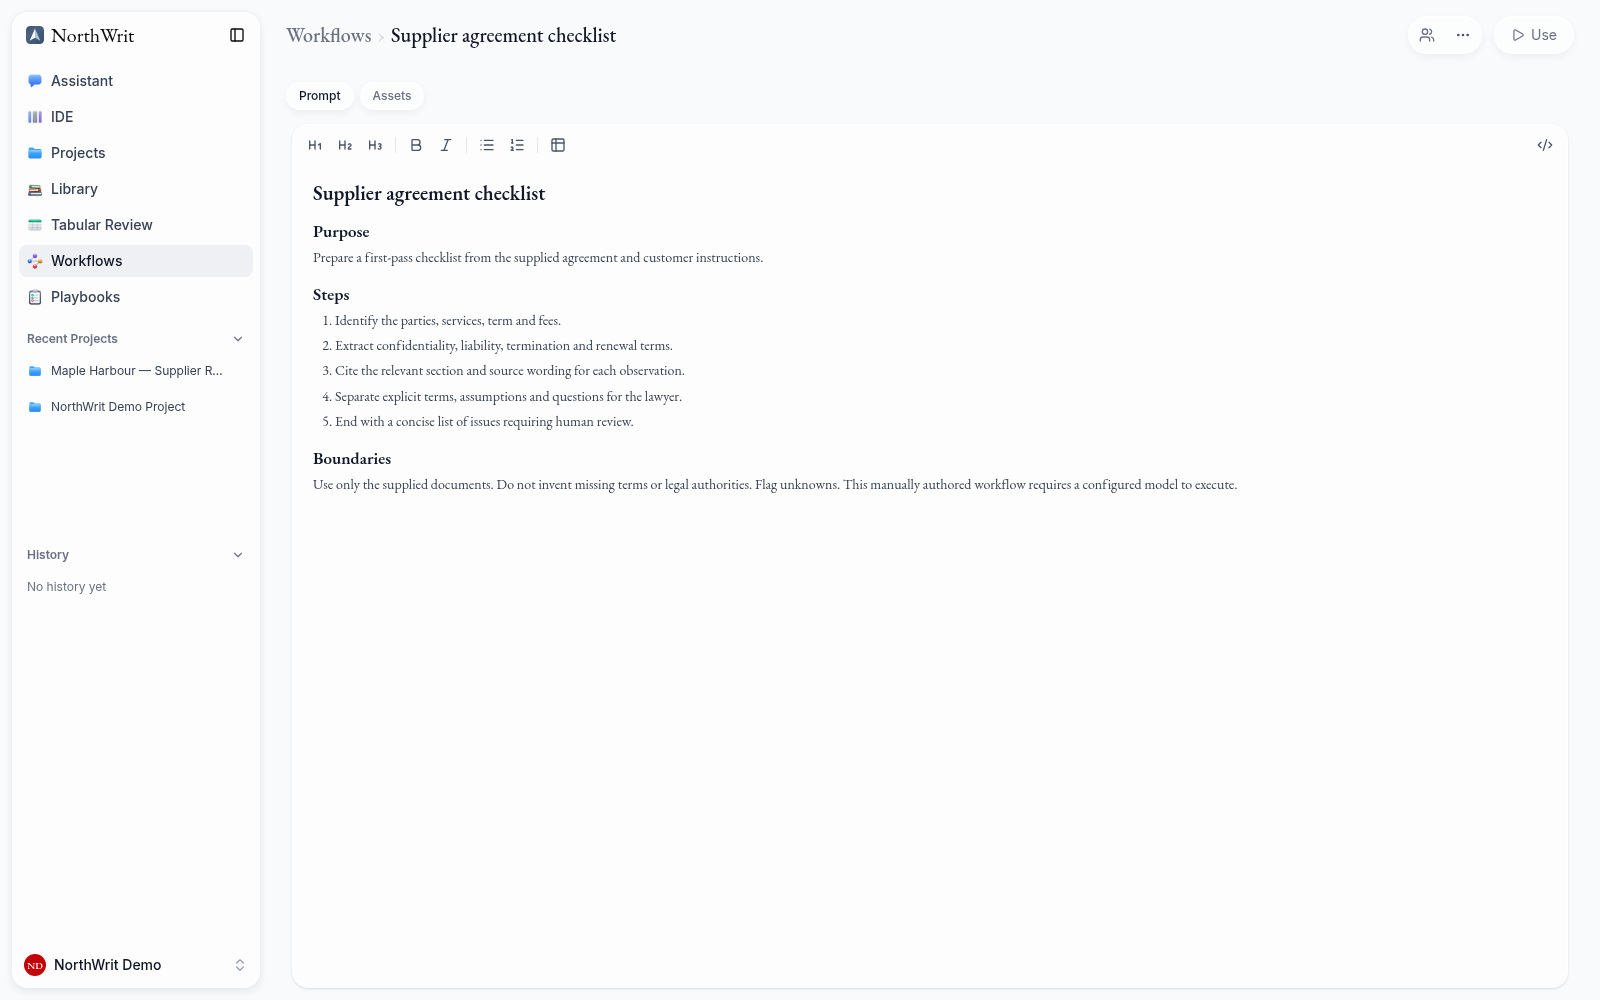 NorthWrit
Assistant
IDE
Projects
Library
Tabular Review
Workflows
Playbooks
Recent Projects
Maple Harbour — Supplier R...
NorthWrit Demo Project
History
No history yet
ND NorthWrit Demo
Workflows › Supplier agreement checklist
Use
Prompt Assets
H1 H2 H3 B I
Supplier agreement checklist
Purpose
Prepare a first-pass checklist from the supplied agreement and customer instructions.
Steps
1. Identify the parties, services, term and fees.
2. Extract confidentiality, liability, termination and renewal terms.
3. Cite the relevant section and source wording for each observation.
4. Separate explicit terms, assumptions and questions for the lawyer.
5. End with a concise list of issues requiring human review.
Boundaries
Use only the supplied documents. Do not invent missing terms or legal authorities. Flag unknowns. This manually authored workflow requires a configured model to execute.